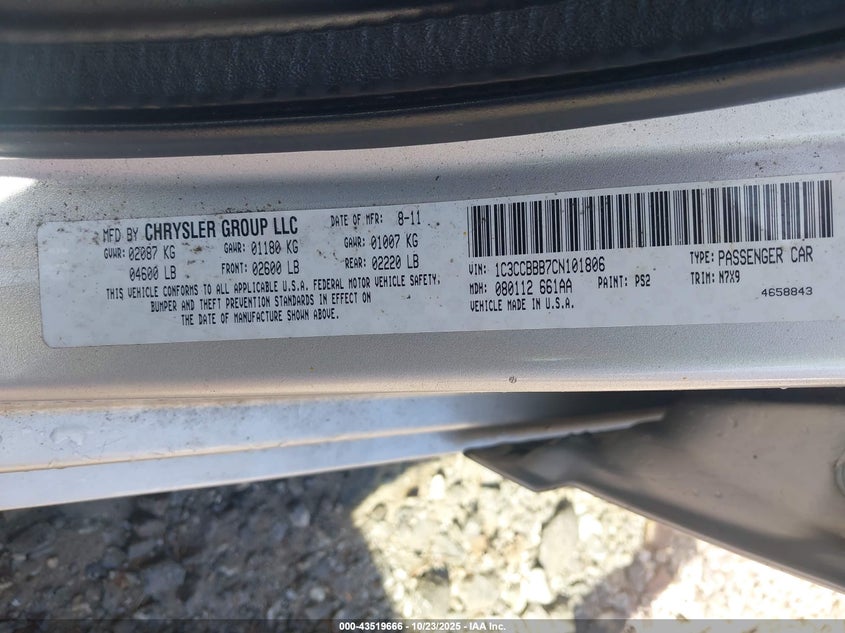 MFD BY CHRYSLER GROUP LLC DATE OF MFR: 8-11
GVWR: 02087 KG GAWR: 01180 KG GAWR: 01007 KG
04600 LB FRONT: 02600 LB REAR: 02220 LB
THIS VEHICLE CONFORMS TO ALL APPLICABLE U.S.A. FEDERAL MOTOR VEHICLE SAFETY,
BUMPER AND THEFT PREVENTION STANDARDS IN EFFECT ON
THE DATE OF MANUFACTURE SHOWN ABOVE.
VIN: 1C3CCBBB7CN101806 TYPE: PASSENGER CAR
MDH: 080112 661AA PAINT: PS2 TRIM: N7X9
VEHICLE MADE IN U.S.A. 4658843
000-43519666 - 10/23/2025 - IAA Inc.